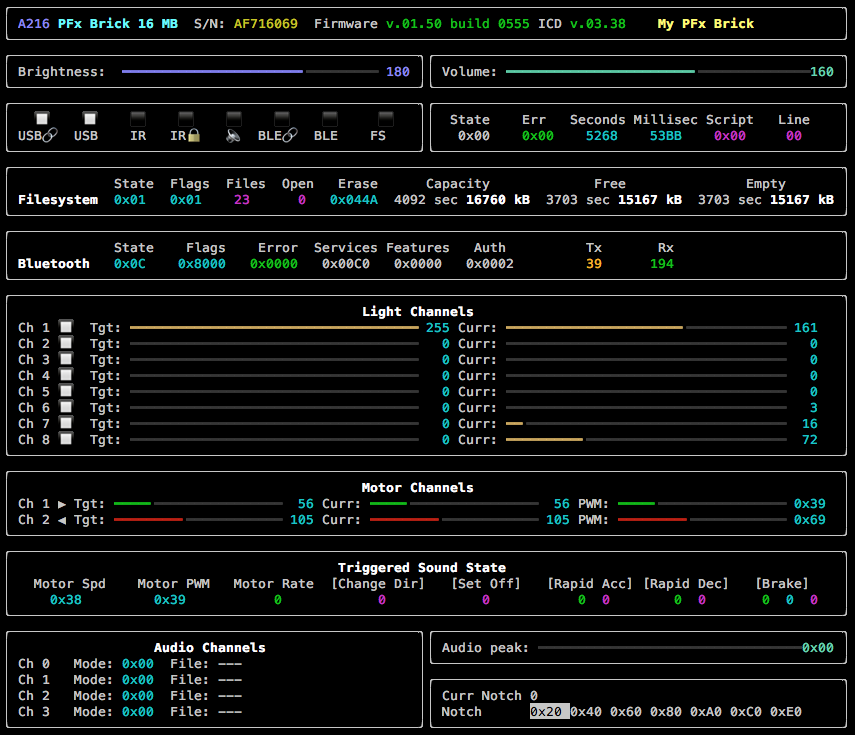 A216 PFx Brick 16 MB S/N: AF716069 Firmware v.01.50 build 0555 ICD v.03.38 My PFx Brick
Brightness: 180 Volume: 160
USB USB IR IR BLE BLE FS
State Err Seconds Millisec Script Line
0x00 0x00 5268 53BB 0x00 00
State Flags Files Open Erase Capacity Free Empty
Filesystem 0x01 0x01 23 0 0x044A 4092 sec 16760 kB 3703 sec 15167 kB 3703 sec 15167 kB
State Flags Error Services Features Auth Tx Rx
Bluetooth 0x0C 0x8000 0x0000 0x00C0 0x0000 0x0002 39 194
Light Channels
Ch 1 Tgt: 255 Curr: 161
Ch 2 Tgt: 0 Curr: 0
Ch 3 Tgt: 0 Curr: 0
Ch 4 Tgt: 0 Curr: 0
Ch 5 Tgt: 0 Curr: 0
Ch 6 Tgt: 0 Curr: 3
Ch 7 Tgt: 0 Curr: 16
Ch 8 Tgt: 0 Curr: 72
Motor Channels
Ch 1 ▶ Tgt: 56 Curr: 56 PWM: 0x39
Ch 2 ◀ Tgt: 105 Curr: 105 PWM: 0x69
Triggered Sound State
Motor Spd Motor PWM Motor Rate [Change Dir] [Set Off] [Rapid Acc] [Rapid Dec] [Brake]
0x38 0x39 0 0 0 0 0 0 0 0 0 0
Audio Channels
Ch 0 Mode: 0x00 File: ---
Ch 1 Mode: 0x00 File: ---
Ch 2 Mode: 0x00 File: ---
Ch 3 Mode: 0x00 File: ---
Audio peak: 0x00
Curr Notch 0
Notch 0x20 0x40 0x60 0x80 0xA0 0xC0 0xE0